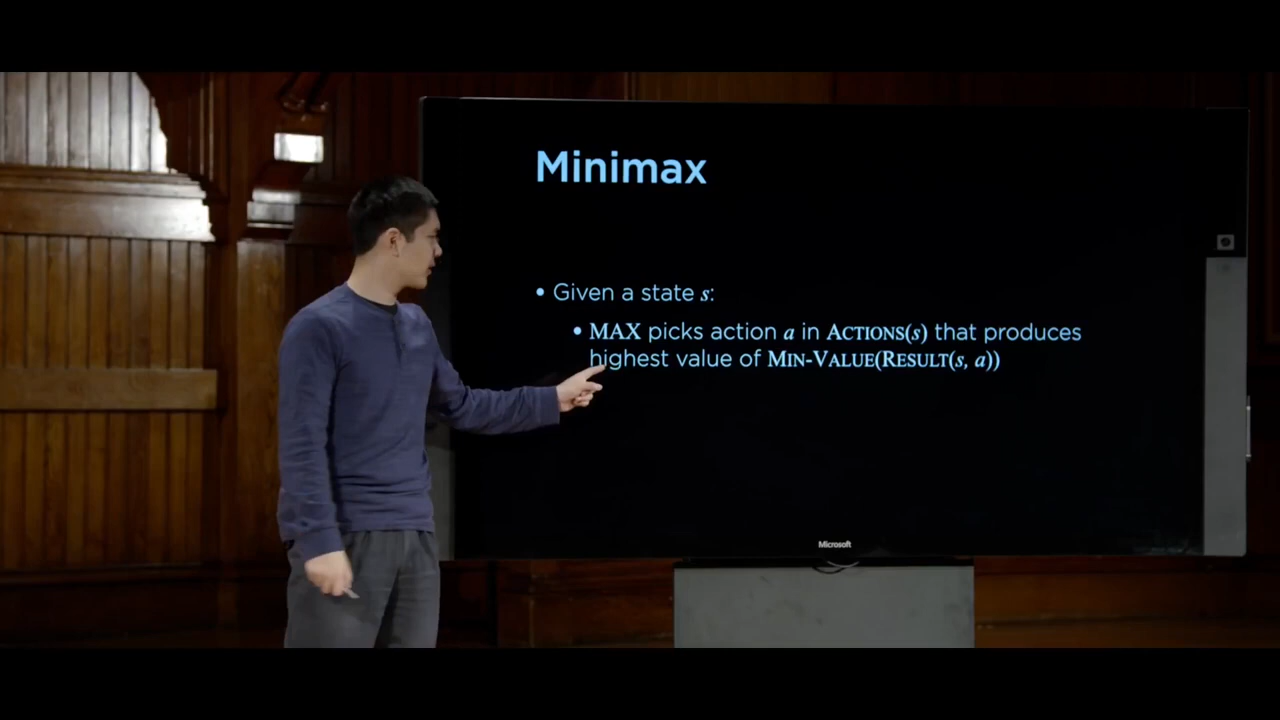 Minimax
• Given a state s:
• MAX picks action a in ACTIONS(s) that produces
highest value of MIN-VALUE(RESULT(s, a))
Microsoft